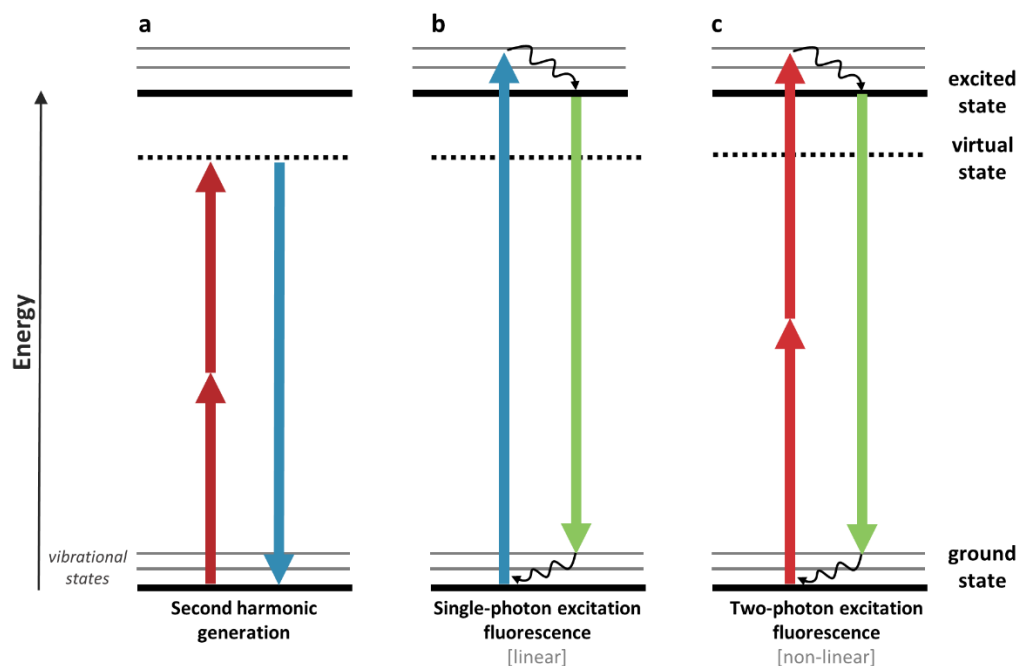 a
b
c
excited
state
virtual
state
Energy
vibrational
states
ground
state
Second harmonic
generation
Single-photon excitation
fluorescence
[linear]
Two-photon excitation
fluorescence
[non-linear]